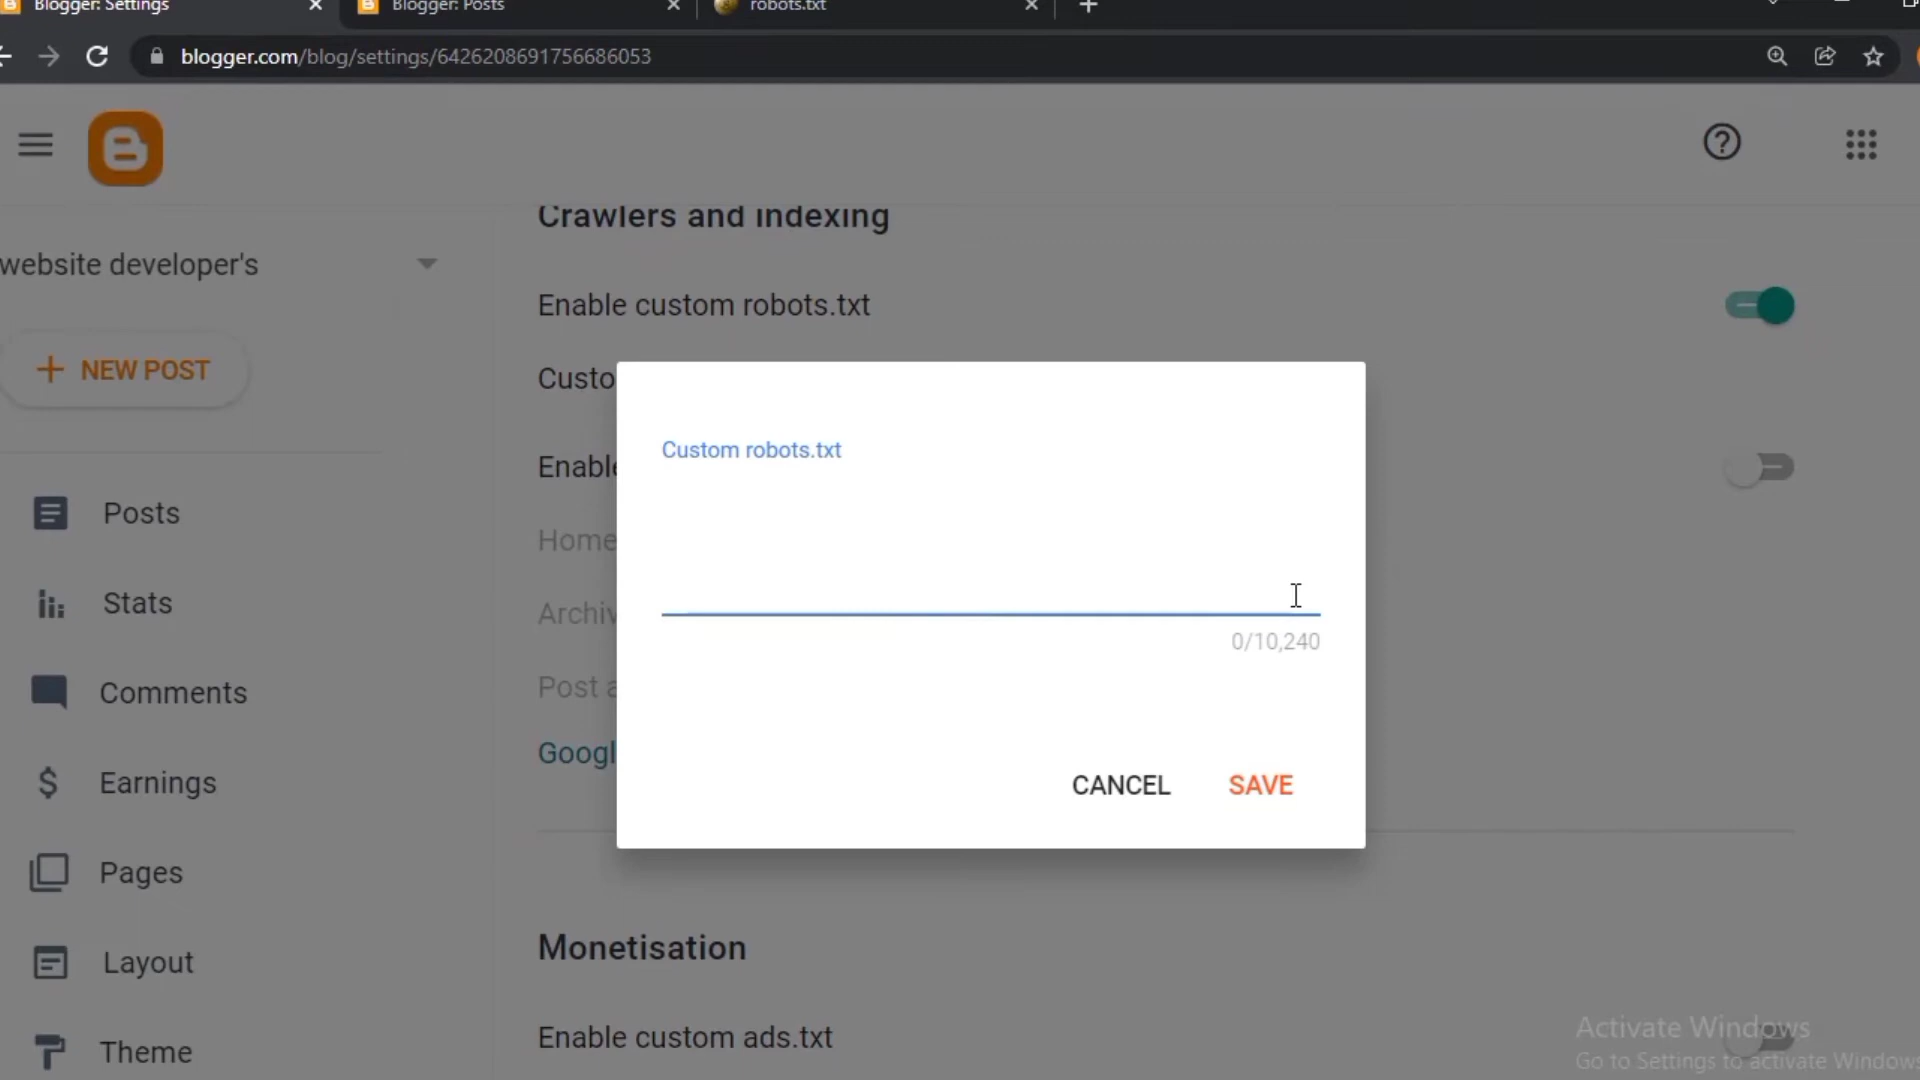 Blogger: Settings
Blogger: Posts
robots.txt
blogger.com/blog/settings/6426208691756686053
website developer's
NEW POST
Posts
Stats
Comments
Earnings
Pages
Layout
Theme
Crawlers and indexing
Enable custom robots.txt
Custo
Enable
Home
Archiv
Post a
Googl
Custom robots.txt
0/10,240
CANCEL
SAVE
Monetisation
Enable custom ads.txt
Activate Windows
Go to Settings to activate Windows